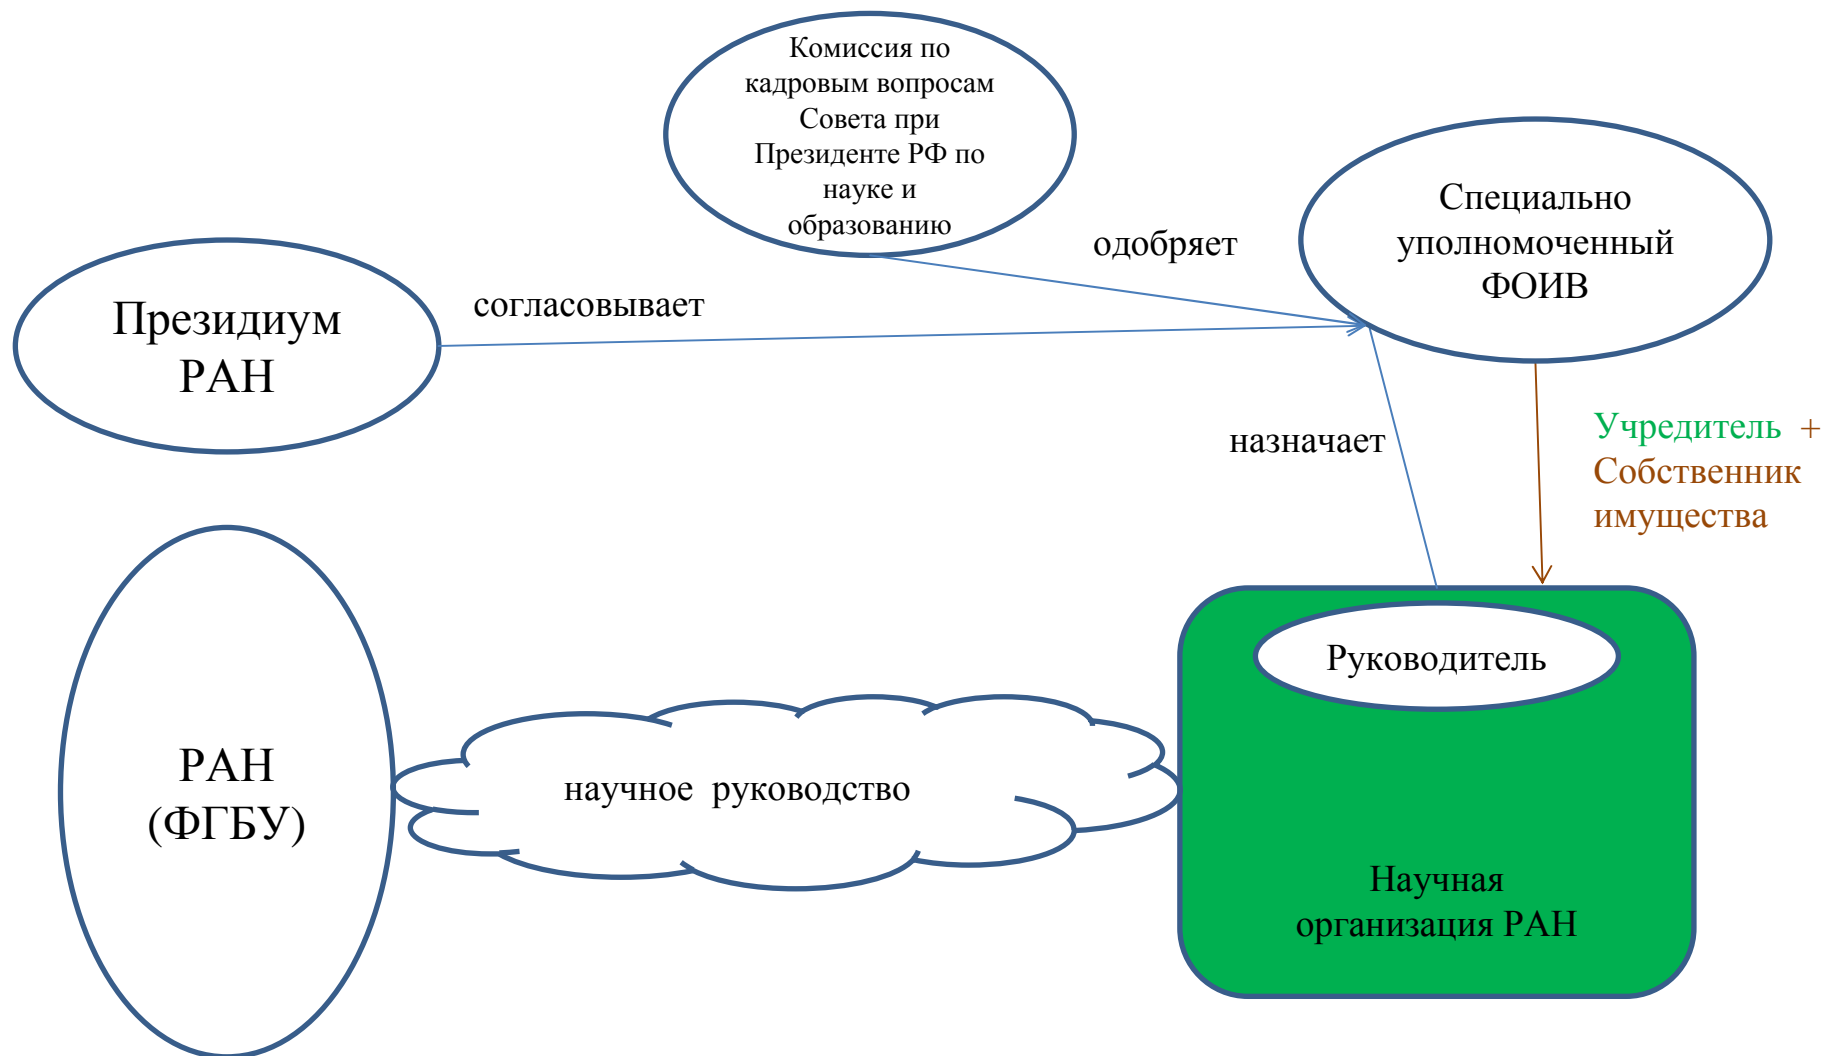 Комиссия по
кадровым вопросам
Совета при
Президенте РФ по
науке и
образованию
Специально
уполномоченный
ФОИВ
одобряет
Президиум
РАН
согласовывает
назначает
Учредитель +
Собственник
имущества
Руководитель
РАН
(ФГБУ)
научное руководство
Научная
организация РАН